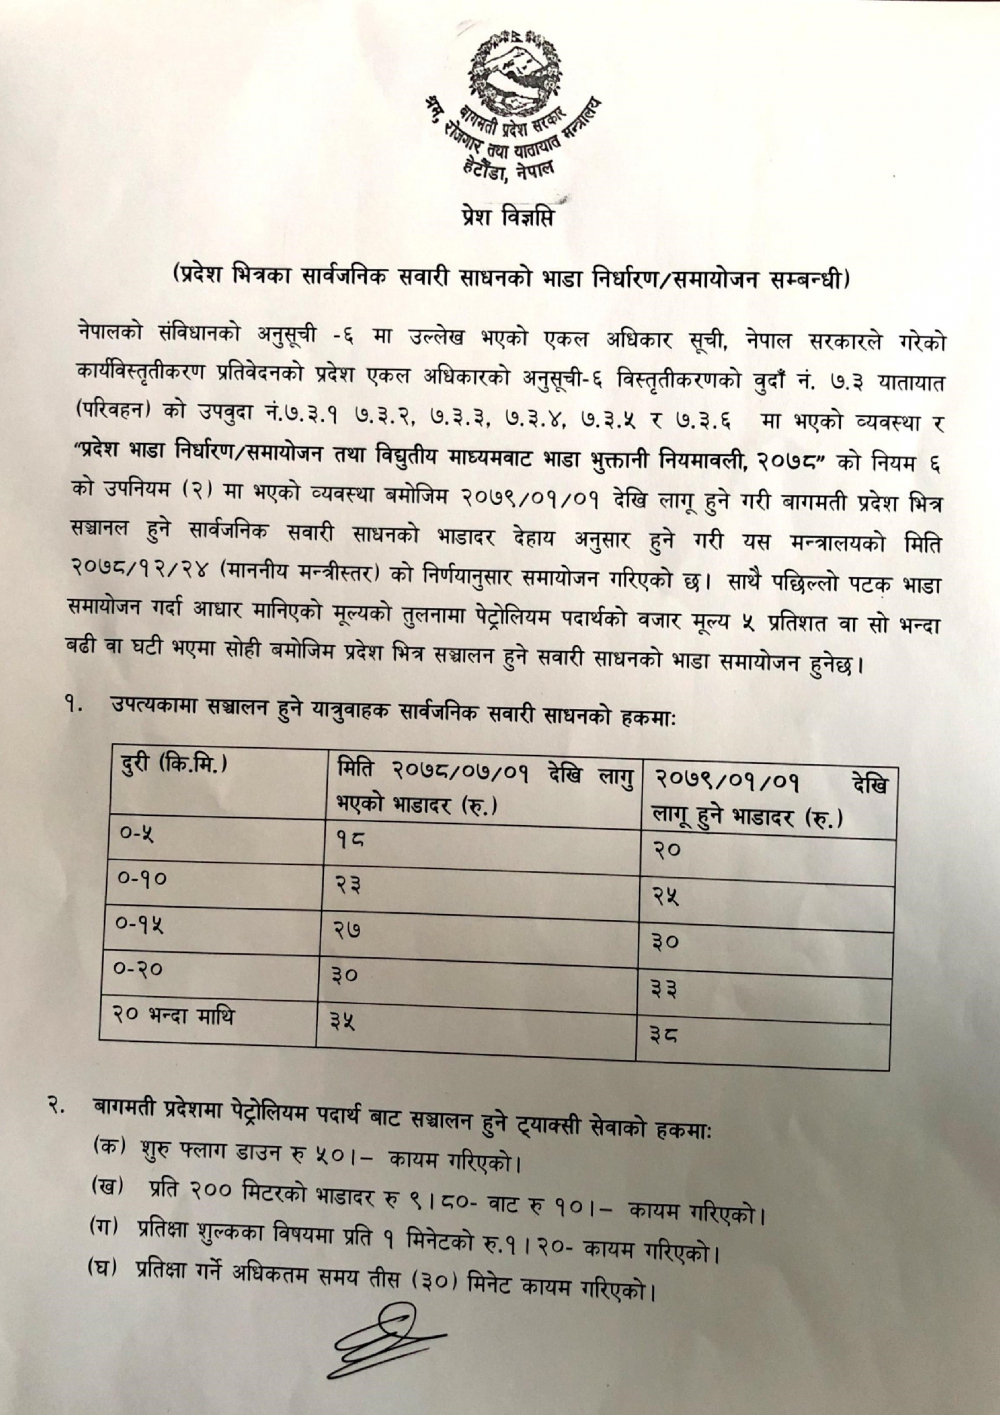 बागमती प्रदेश सरकार
श्रम, रोजगार तथा यातायात मन्त्रालय
हेटौंडा, नेपाल
प्रेश विज्ञप्ति
(प्रदेश भित्रका सार्वजनिक सवारी साधनको भाडा निर्धारण/समायोजन सम्बन्धी)
नेपालको संविधानको अनुसूची -६ मा उल्लेख भएको एकल अधिकार सूची, नेपाल सरकारले गरेको
कार्यविस्तृतीकरण प्रतिवेदनको प्रदेश एकल अधिकारको अनुसूची-६ विस्तृतीकरणको वुदाँ नं. ७.३ यातायात
(परिवहन) को उपवुदा नं.७.३.१ ७.३.२, ७.३.३, ७.३.४, ७.३.५ र ७.३.६ मा भएको व्यवस्था र
“प्रदेश भाडा निर्धारण/समायोजन तथा विद्युतीय माध्यमवाट भाडा भुक्तानी नियमावली, २०७८” को नियम ६
को उपनियम (२) मा भएको व्यवस्था बमोजिम २०७९/०१/०१ देखि लागू हुने गरी बागमती प्रदेश भित्र
सञ्चानल हुने सार्वजनिक सवारी साधनको भाडादर देहाय अनुसार हुने गरी यस मन्त्रालयको मिति
२०७८/१२/२४ (माननीय मन्त्रीस्तर) को निर्णयानुसार समायोजन गरिएको छ। साथै पछिल्लो पटक भाडा
समायोजन गर्दा आधार मानिएको मूल्यको तुलनामा पेट्रोलियम पदार्थको वजार मूल्य ५ प्रतिशत वा सो भन्दा
बढी वा घटी भएमा सोही बमोजिम प्रदेश भित्र सञ्चालन हुने सवारी साधनको भाडा समायोजन हुनेछ।
१. उपत्यकामा सञ्चालन हुने यात्रुवाहक सार्वजनिक सवारी साधनको हकमाः
दुरी (कि.मि.) मिति २०७८/०७/०१ देखि लागु २०७९/०१/०१ देखि
भएको भाडादर (रु.) लागू हुने भाडादर (रु.)
०-५ १८ २०
०-१० २३ २५
०-१५ २७ ३०
०-२० ३० ३३
२० भन्दा माथि ३५ ३८
२. बागमती प्रदेशमा पेट्रोलियम पदार्थ बाट सञ्चालन हुने ट्याक्सी सेवाको हकमाः
(क) शुरु फ्लाग डाउन रु ५०।– कायम गरिएको।
(ख) प्रति २०० मिटरको भाडादर रु ९।८०- वाट रु १०।– कायम गरिएको।
(ग) प्रतिक्षा शुल्कका विषयमा प्रति १ मिनेटको रु.१।२०- कायम गरिएको।
(घ) प्रतिक्षा गर्ने अधिकतम समय तीस (३०) मिनेट कायम गरिएको।